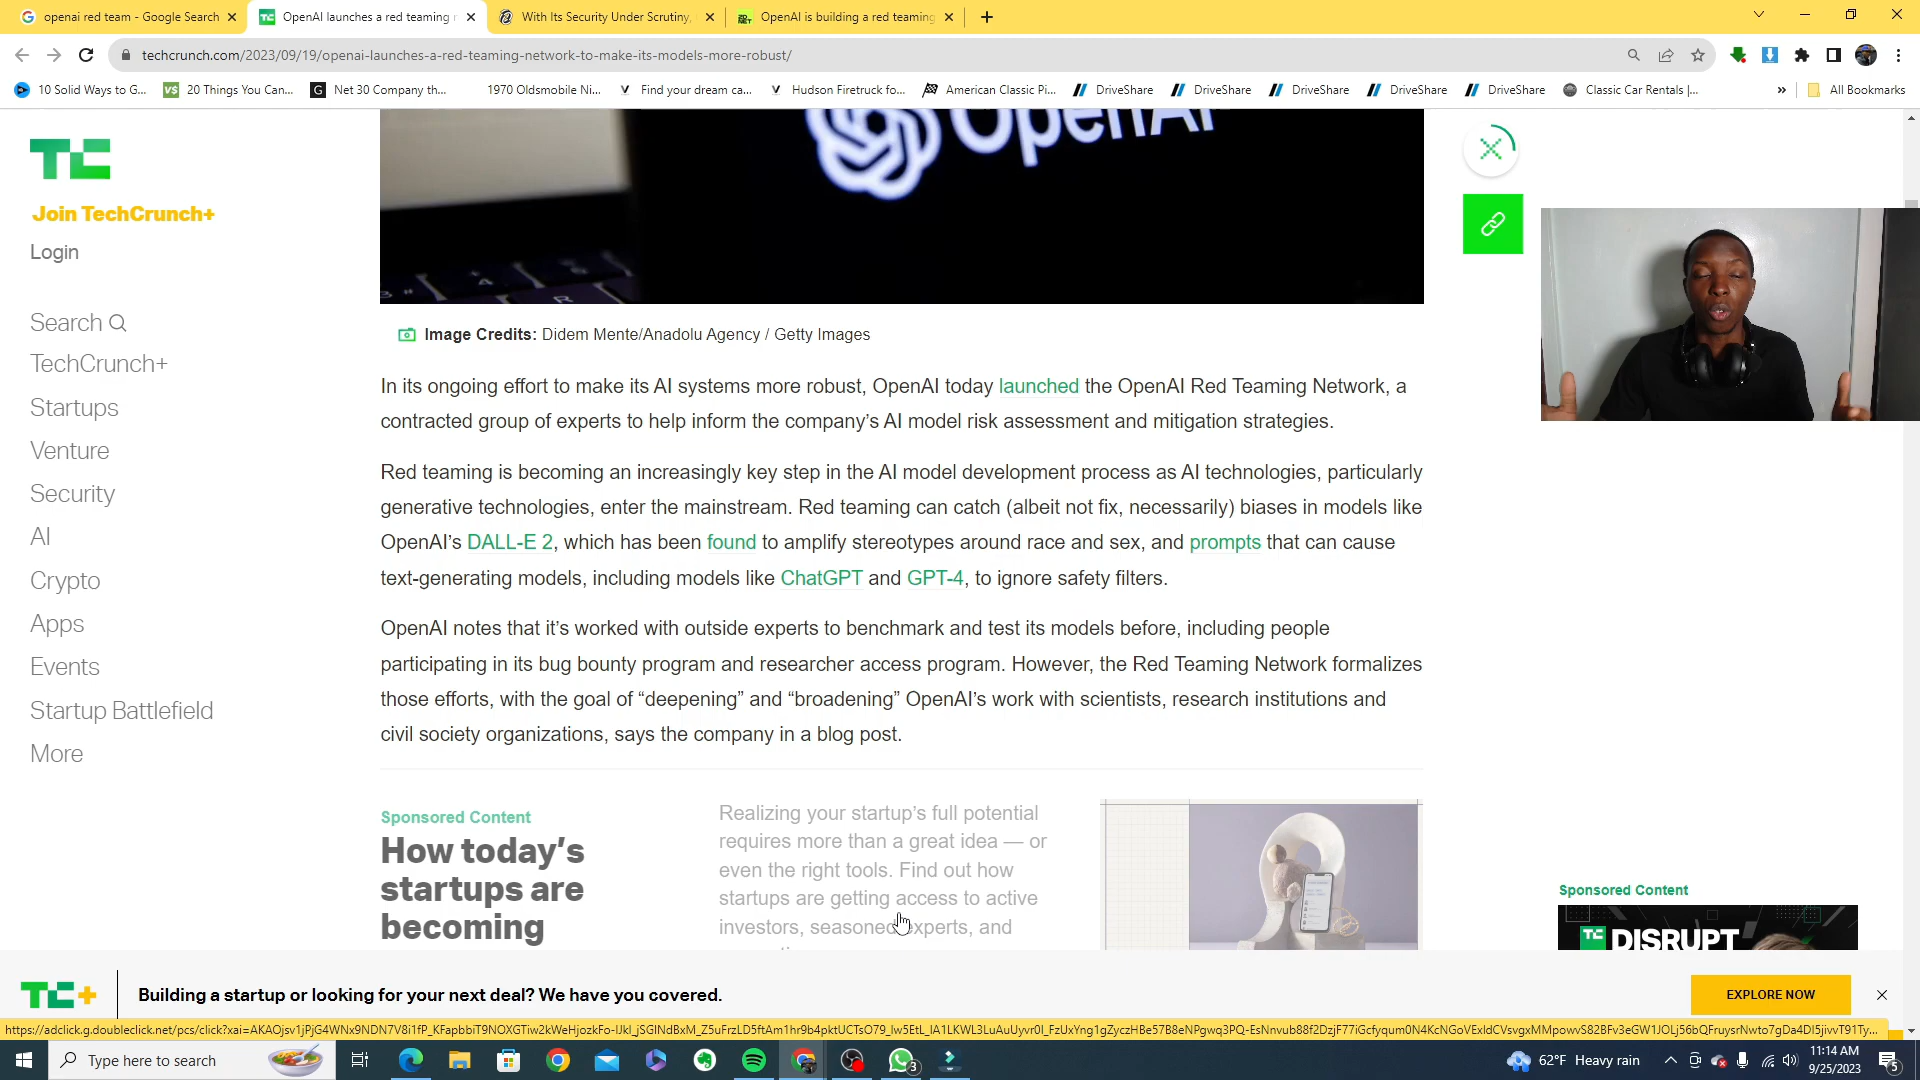 openai red team - Google Search
OpenAI launches a red teaming n
With Its Security Under Scrutiny,
OpenAI is building a red teaming
techcrunch.com/2023/09/19/openai-launches-a-red-teaming-network-to-make-its-models-more-robust/
10 Solid Ways to G...
20 Things You Can...
Net 30 Company th...
1970 Oldsmobile Ni...
Find your dream ca...
Hudson Firetruck fo...
American Classic Pi...
DriveShare
DriveShare
DriveShare
DriveShare
DriveShare
Classic Car Rentals |...
»
All Bookmarks
TC
Join TechCrunch+
Login
Search
TechCrunch+
Startups
Venture
Security
AI
Crypto
Apps
Events
Startup Battlefield
More
OpenAI
Image Credits: Didem Mente/Anadolu Agency / Getty Images
In its ongoing effort to make its AI systems more robust, OpenAI today launched the OpenAI Red Teaming Network, a
contracted group of experts to help inform the company's AI model risk assessment and mitigation strategies.
Red teaming is becoming an increasingly key step in the AI model development process as AI technologies, particularly
generative technologies, enter the mainstream. Red teaming can catch (albeit not fix, necessarily) biases in models like
OpenAI's DALL-E 2, which has been found to amplify stereotypes around race and sex, and prompts that can cause
text-generating models, including models like ChatGPT and GPT-4, to ignore safety filters.
OpenAI notes that it's worked with outside experts to benchmark and test its models before, including people
participating in its bug bounty program and researcher access program. However, the Red Teaming Network formalizes
those efforts, with the goal of “deepening” and “broadening” OpenAI's work with scientists, research institutions and
civil society organizations, says the company in a blog post.
Sponsored Content
How today's
startups are
becoming
Realizing your startup's full potential
requires more than a great idea — or
even the right tools. Find out how
startups are getting access to active
investors, seasoned experts, and
Sponsored Content
TC DISRUPT
TC+
Building a startup or looking for your next deal? We have you covered.
EXPLORE NOW
Type here to search
3
62°F Heavy rain
11:14 AM
9/25/2023
5